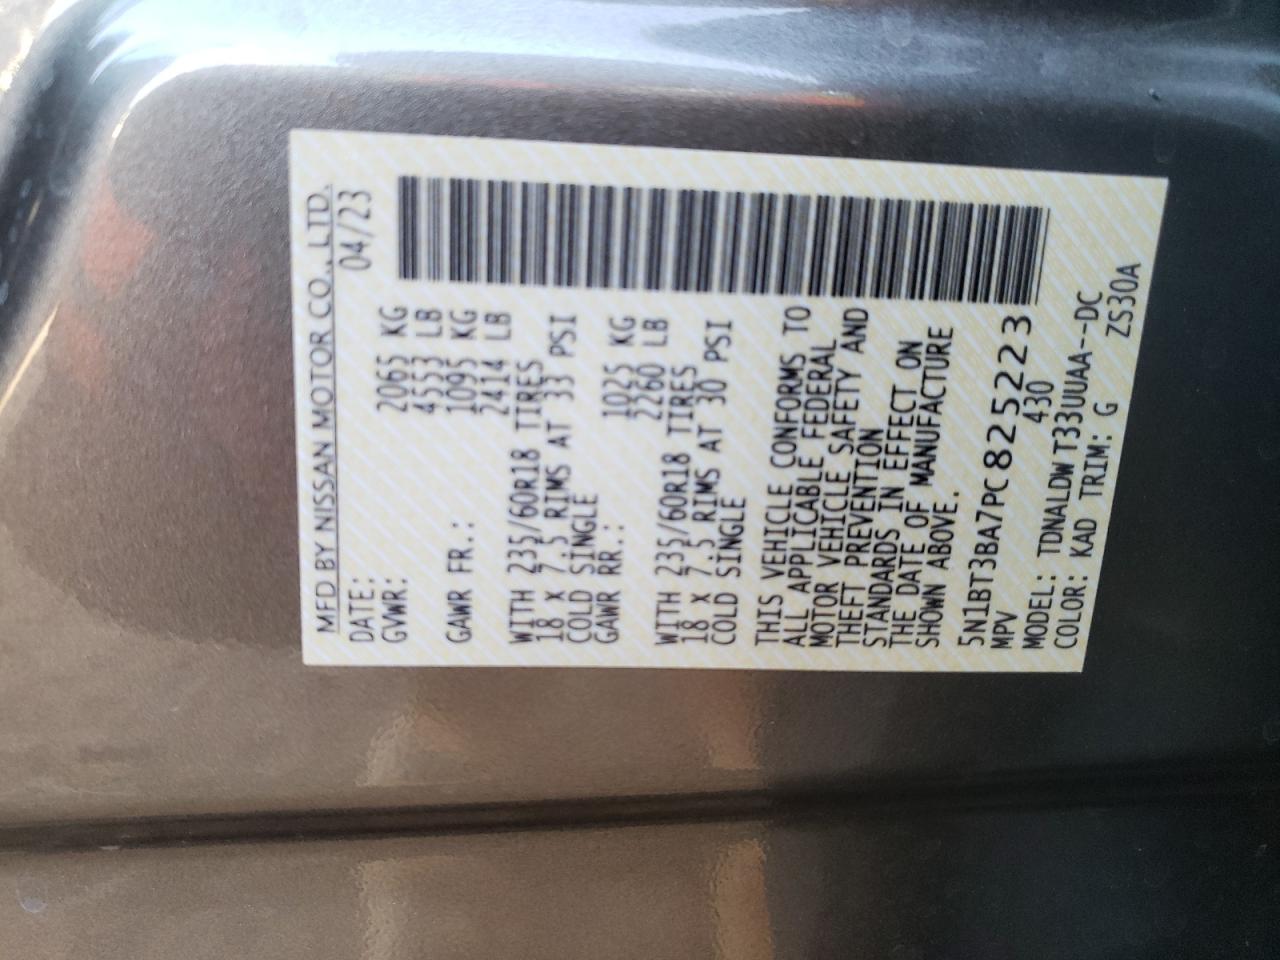 MFD BY NISSAN MOTOR CO., LTD.
DATE: 04/23
GVWR: 2065 KG
4553 LB
GAWR FR.: 1095 KG
2414 LB
WITH 235/60R18 TIRES
18 X 7.5 RIMS AT 33 PSI
COLD SINGLE
GAWR RR.: 1025 KG
2260 LB
WITH 235/60R18 TIRES
18 X 7.5 RIMS AT 30 PSI
COLD SINGLE
THIS VEHICLE CONFORMS TO
ALL APPLICABLE FEDERAL
MOTOR VEHICLE SAFETY AND
THEFT PREVENTION
STANDARDS IN EFFECT ON
THE DATE OF MANUFACTURE
SHOWN ABOVE.
5N1BT3BA7PC825223
MPV 430
MODEL: TDNALDW T33UUAA--DC
COLOR: KAD TRIM: G ZS30A